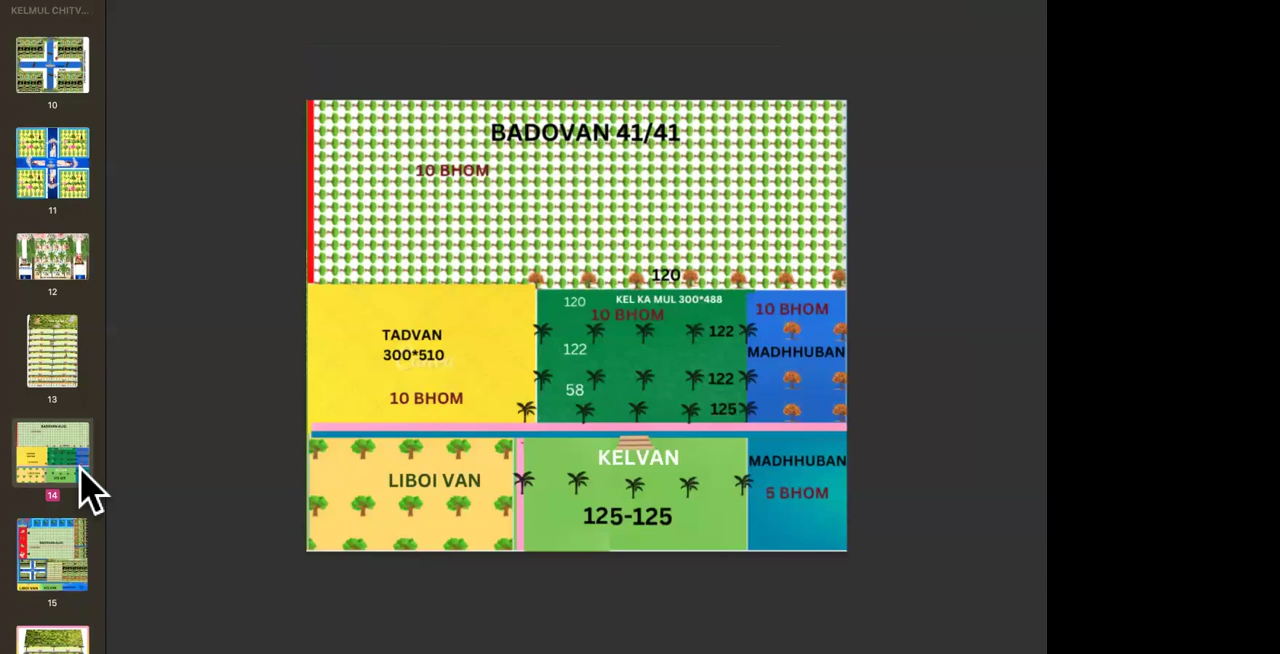 KELMUL CHITV...
10
11
12
13
14
15
BADOVAN 41/41
10 BHOM
120
TADVAN
300*510
10 BHOM
120
KEL KA MUL 300*488
10 BHOM
122
122
122
58
125
10 BHOM
MADHHUBAN
LIBOI VAN
KELVAN
125-125
MADHHUBAN
5 BHOM